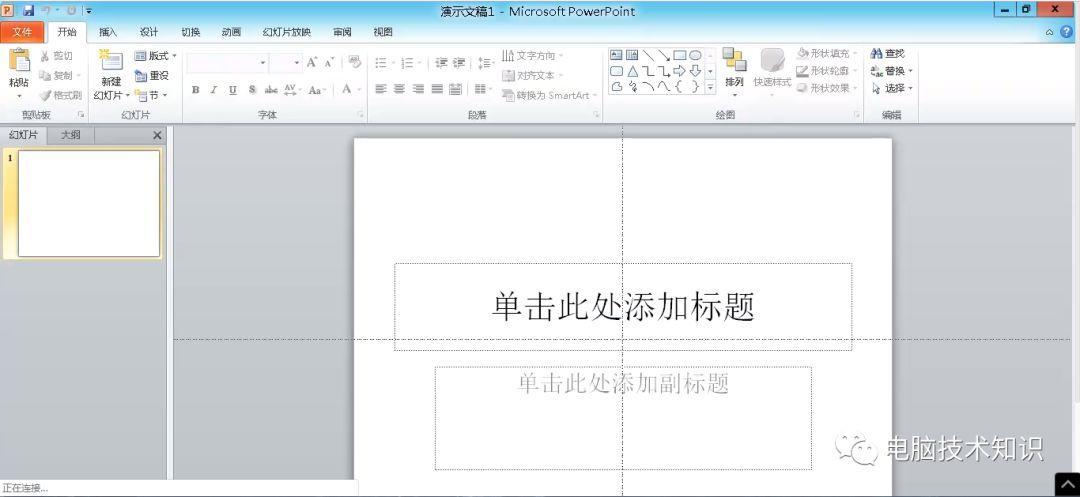 演示文稿1 - Microsoft PowerPoint
文件 开始 插入 设计 切换 动画 幻灯片放映 审阅 视图
粘贴 剪切 复制 格式刷 剪贴板
新建幻灯片 版式 重设 节 幻灯片
B I U S abc AV Aa A 字体
文字方向 对齐文本 转换为 SmartArt 段落
排列 快速样式 形状填充 形状轮廓 形状效果 绘图
查找 替换 选择 编辑
幻灯片 大纲
1
单击此处添加标题
单击此处添加副标题
电脑技术知识
正在连接...